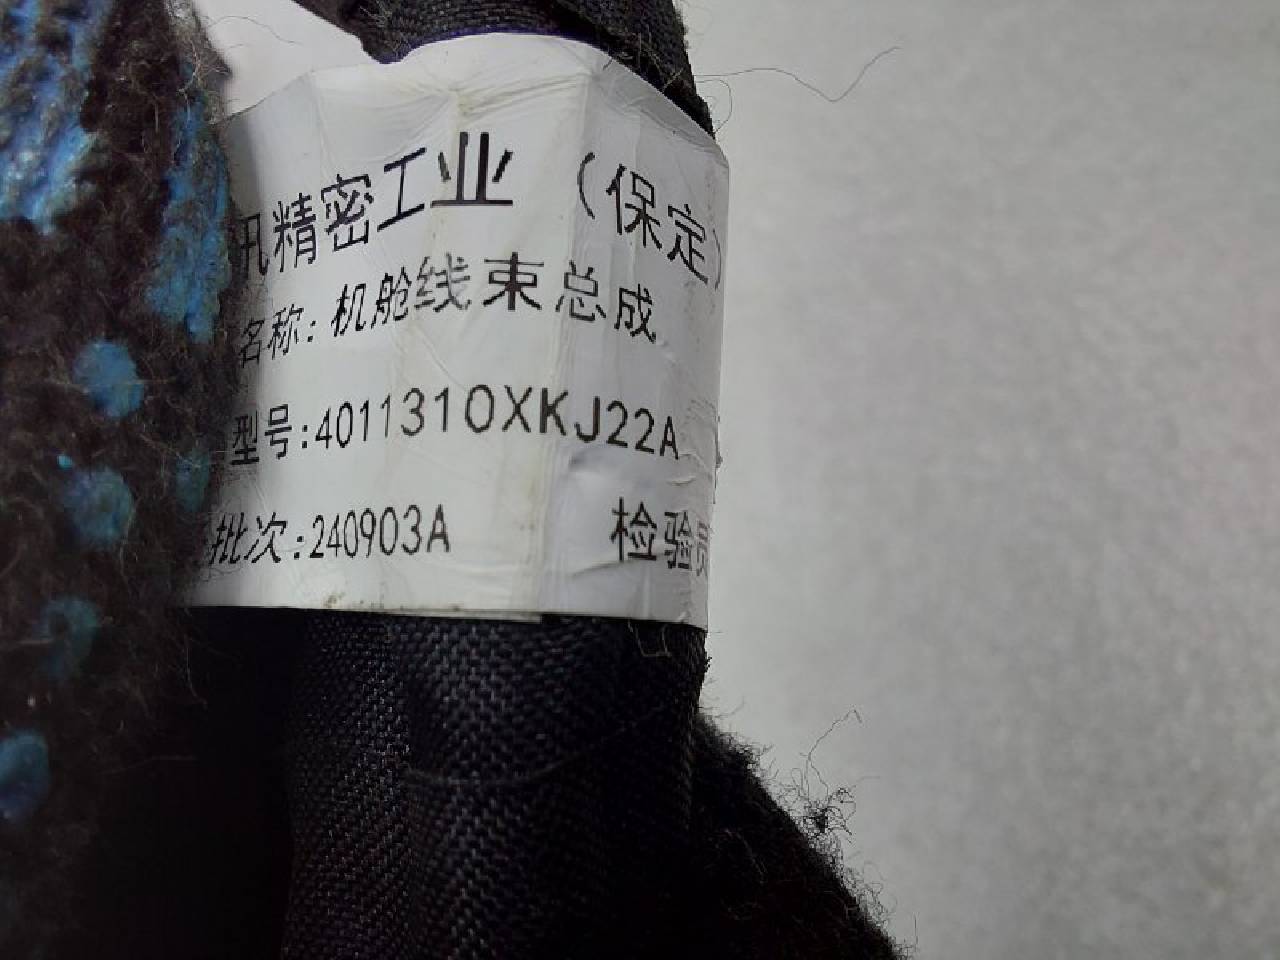 讯精密工业（保定）
名称：机舱线束总成
型号：4011310XKJ22A
批次：240903A 检验员